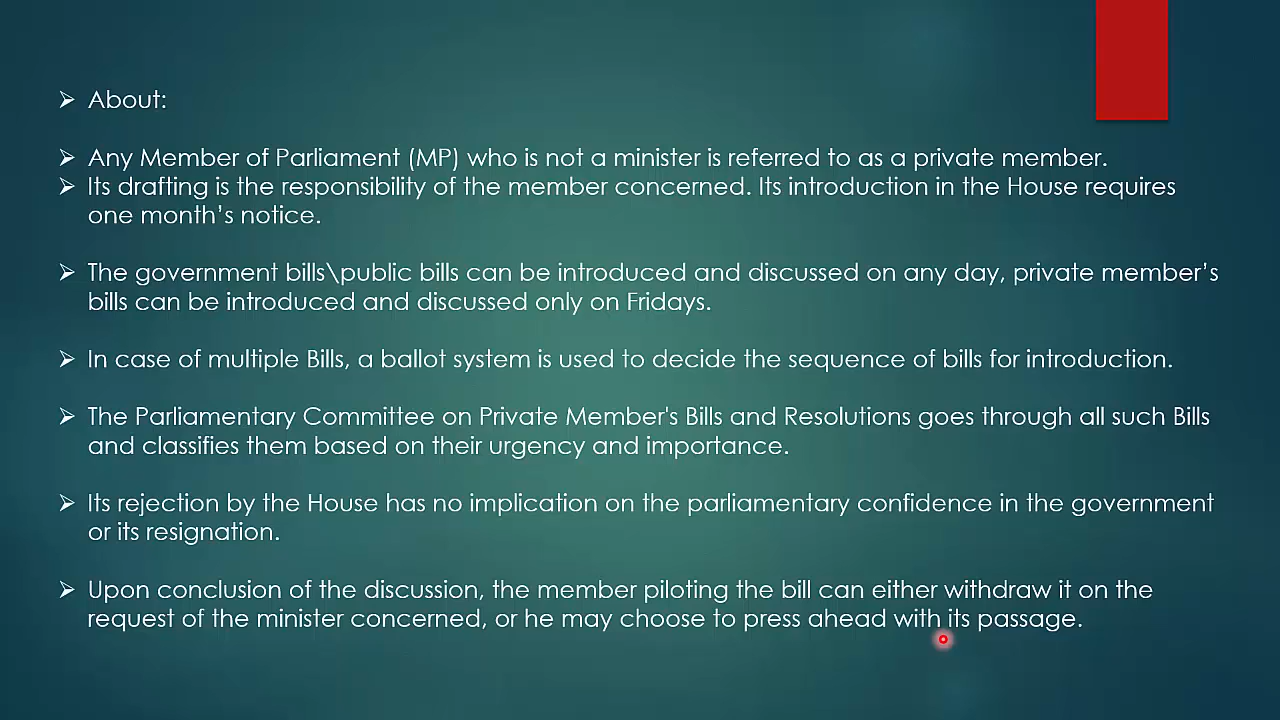 ➢ About:
➢ Any Member of Parliament (MP) who is not a minister is referred to as a private member.
➢ Its drafting is the responsibility of the member concerned. Its introduction in the House requires
one month’s notice.
➢ The government bills\public bills can be introduced and discussed on any day, private member’s
bills can be introduced and discussed only on Fridays.
➢ In case of multiple Bills, a ballot system is used to decide the sequence of bills for introduction.
➢ The Parliamentary Committee on Private Member's Bills and Resolutions goes through all such Bills
and classifies them based on their urgency and importance.
➢ Its rejection by the House has no implication on the parliamentary confidence in the government
or its resignation.
➢ Upon conclusion of the discussion, the member piloting the bill can either withdraw it on the
request of the minister concerned, or he may choose to press ahead with its passage.